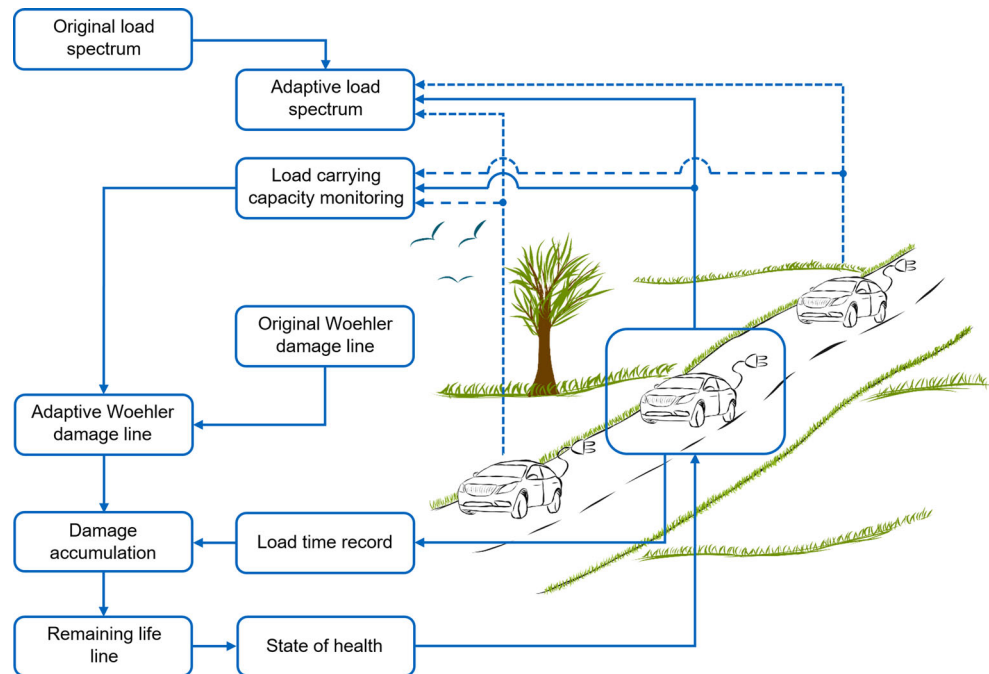 Original load
spectrum
Adaptive load
spectrum
Load carrying
capacity monitoring
Original Woehler
damage line
Adaptive Woehler
damage line
Damage
accumulation
Load time record
Remaining life
line
State of health